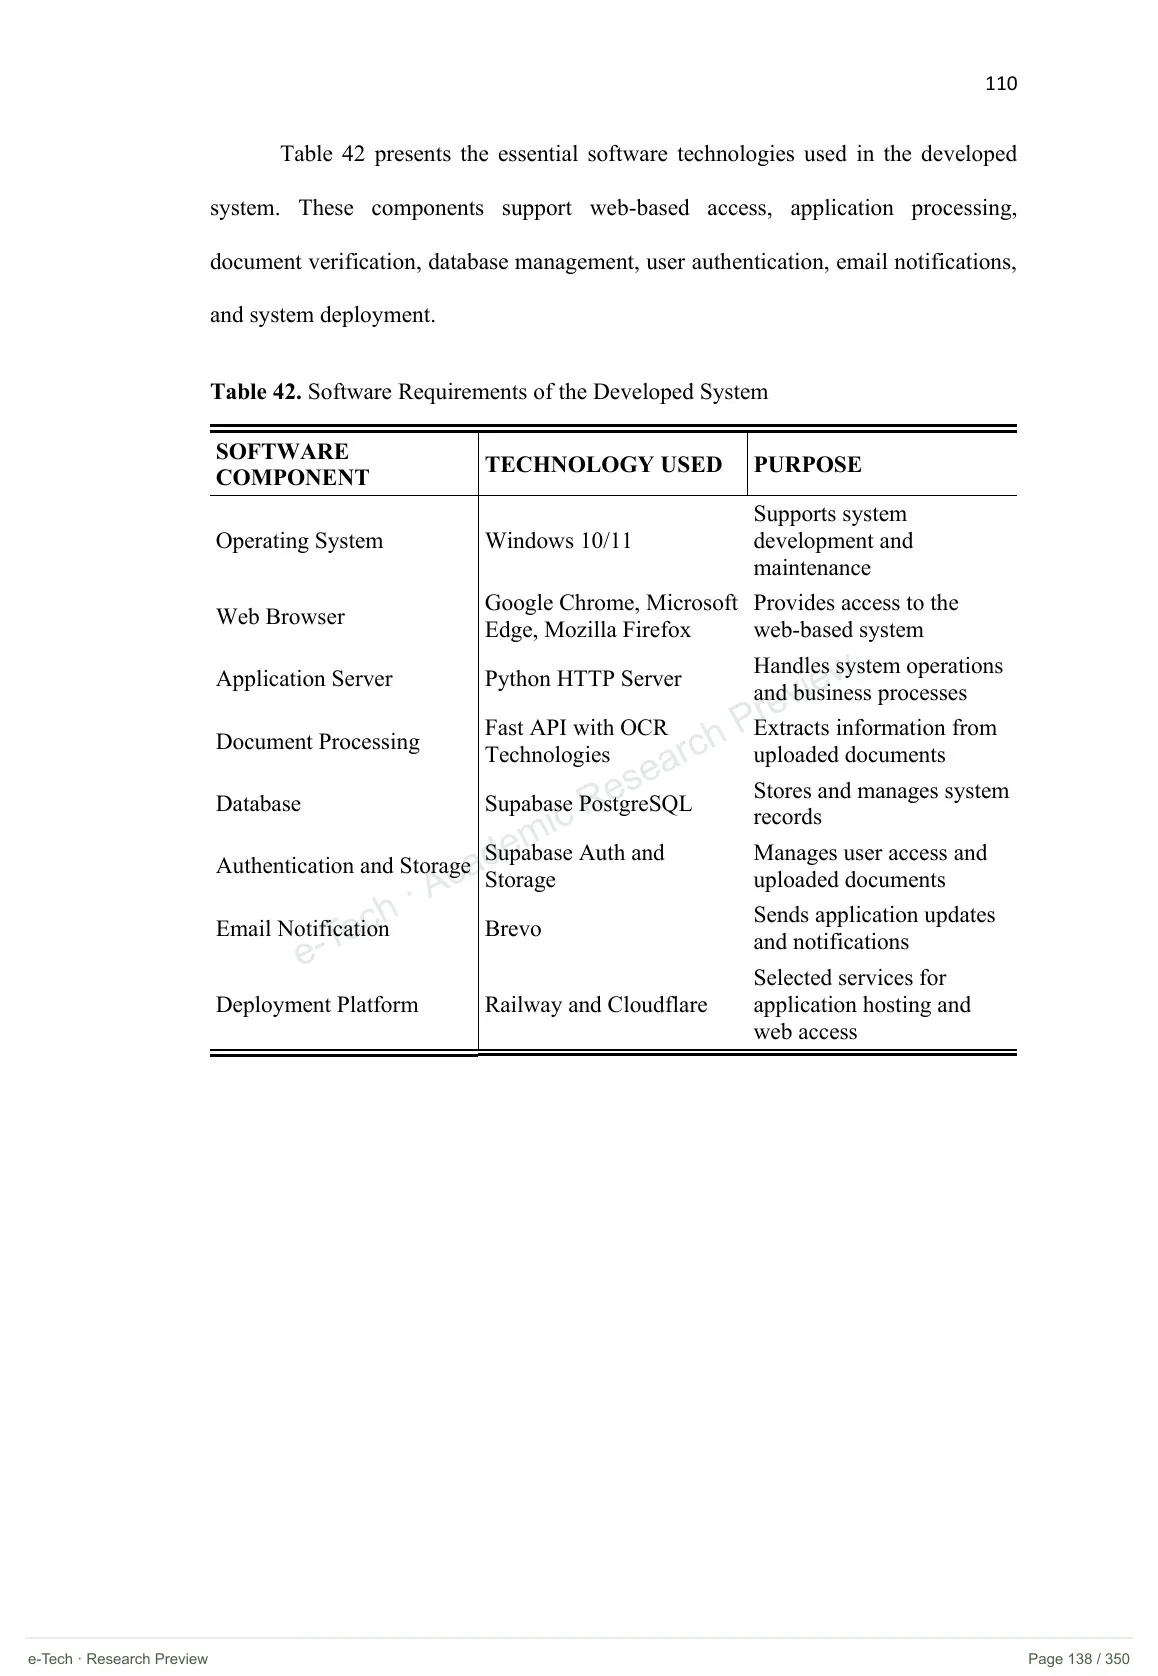 110
Table 42 presents the essential software technologies used in the developed
system. These components support web-based access, application processing,
document verification, database management, user authentication, email notifications,
and system deployment.
Table 42. Software Requirements of the Developed System
SOFTWARE COMPONENT TECHNOLOGY USED PURPOSE
Operating System Windows 10/11 Supports system development and maintenance
Web Browser Google Chrome, Microsoft Edge, Mozilla Firefox Provides access to the web-based system
Application Server Python HTTP Server Handles system operations and business processes
Document Processing Fast API with OCR Technologies Extracts information from uploaded documents
Database Supabase PostgreSQL Stores and manages system records
Authentication and Storage Supabase Auth and Storage Manages user access and uploaded documents
Email Notification Brevo Sends application updates and notifications
Deployment Platform Railway and Cloudflare Selected services for application hosting and web access
e-Tech · Academic Research Preview
e-Tech · Research Preview Page 138 / 350